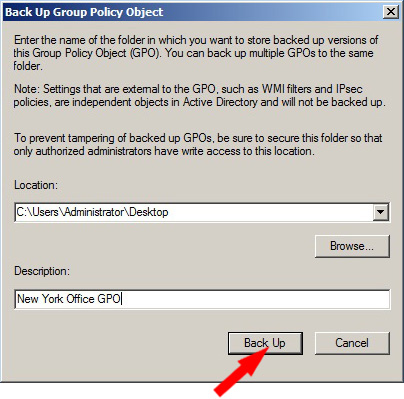 Back Up Group Policy Object
Enter the name of the folder in which you want to store backed up versions of
this Group Policy Object (GPO). You can back up multiple GPOs to the same
folder.
Note: Settings that are external to the GPO, such as WMI filters and IPsec
policies, are independent objects in Active Directory and will not be backed up.
To prevent tampering of backed up GPOs, be sure to secure this folder so that
only authorized administrators have write access to this location.
Location:
C:\Users\Administrator\Desktop
Browse...
Description:
New York Office GPO
Back Up
Cancel